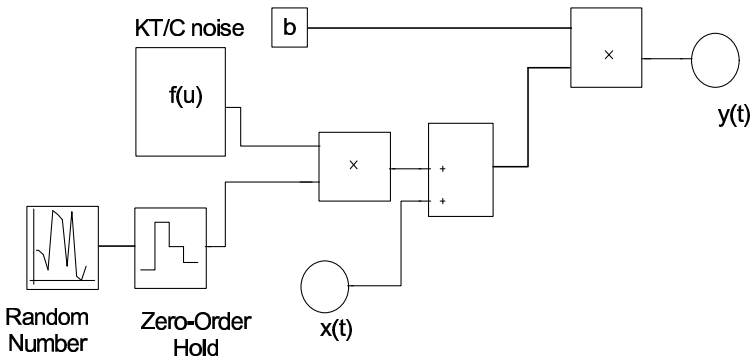 KT/C noise
b
f(u)
×
y(t)
×
+
+
x(t)
Random
Number
Zero-Order
Hold